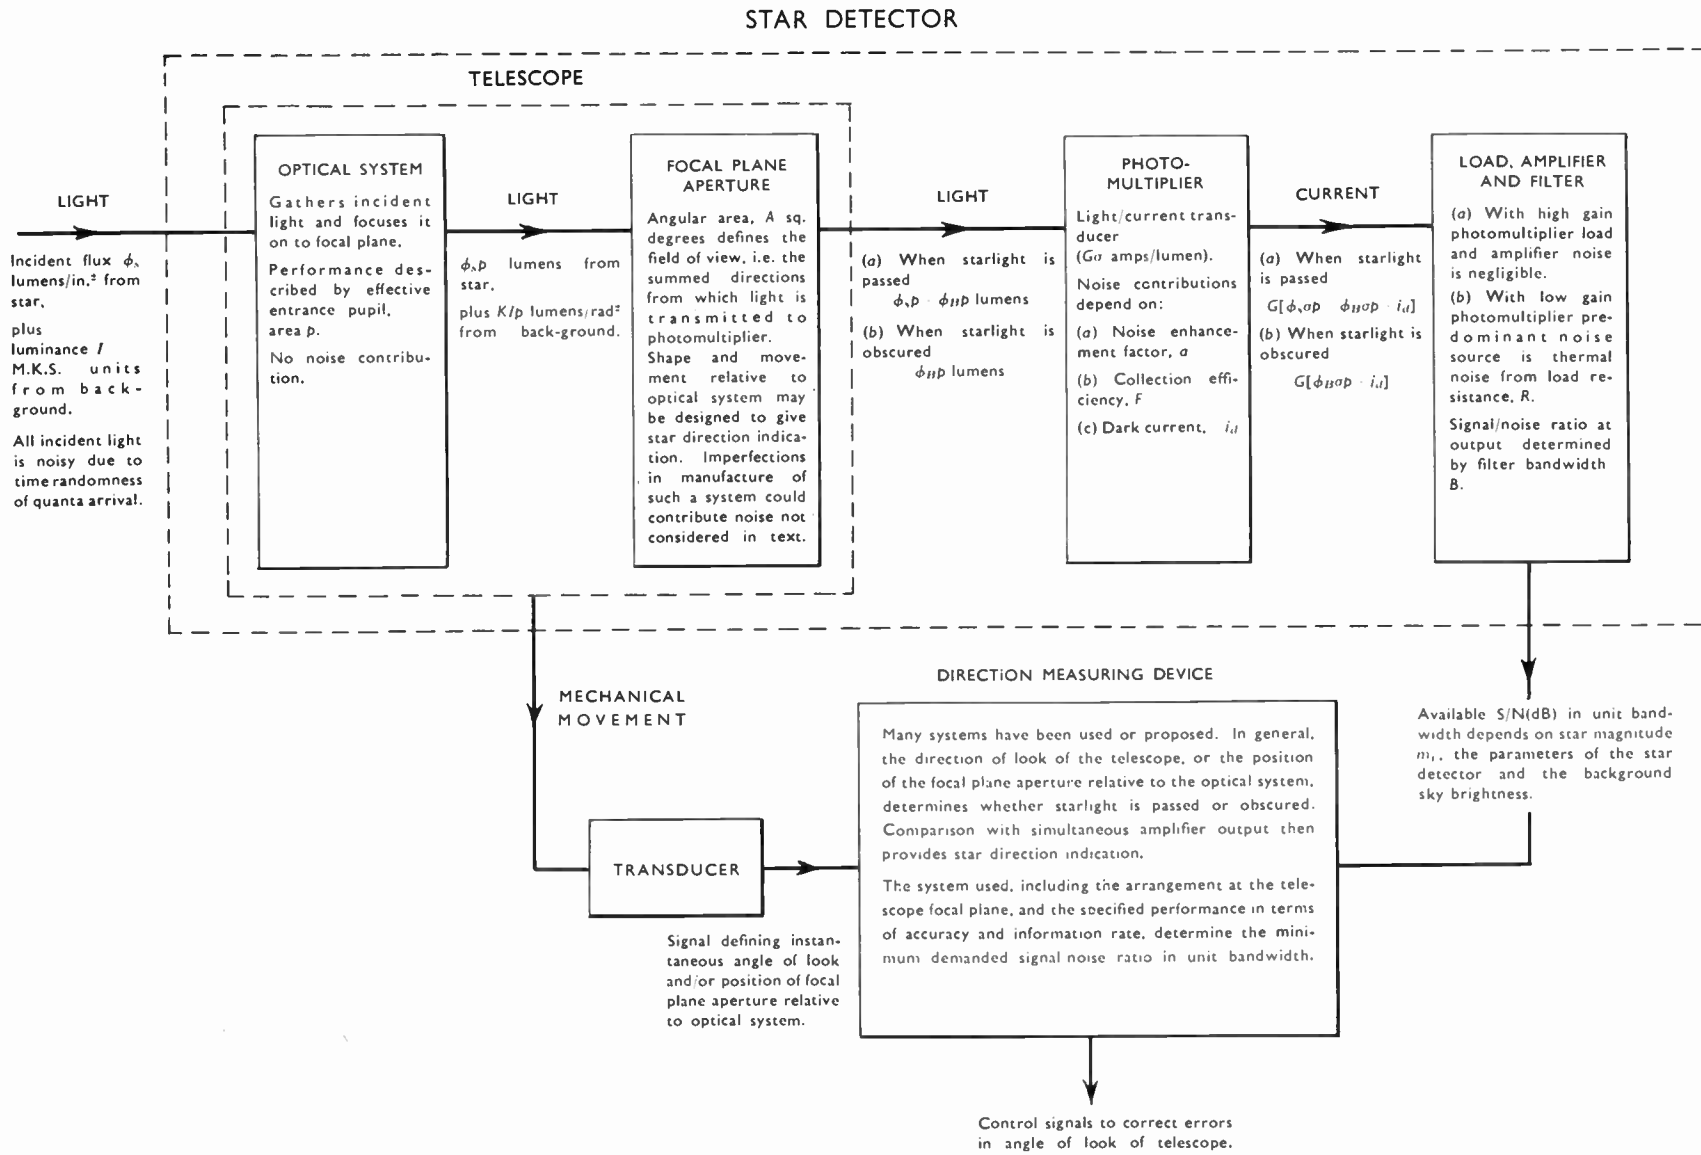 STAR DETECTOR
TELESCOPE
LIGHT
Incident flux ϕₛ
lumens/in.² from
star,
plus
luminance I
M.K.S. units
from back-
ground.
All incident light
is noisy due to
time randomness
of quanta arrival.
OPTICAL SYSTEM
Gathers incident
light and focuses it
on to focal plane.
Performance des-
cribed by effective
entrance pupil,
area p.
No noise contribu-
tion.
LIGHT
ϕₛp lumens from
star.
plus KIp lumens/rad²
from back-ground.
FOCAL PLANE
APERTURE
Angular area, A sq.
degrees defines the
field of view, i.e. the
summed directions
from which light is
transmitted to
photomultiplier.
Shape and move-
ment relative to
optical system may
be designed to give
star direction indica-
tion. Imperfections
in manufacture of
such a system could
contribute noise not
considered in text.
LIGHT
(a) When starlight is
passed
ϕₛp ϕBp lumens
(b) When starlight is
obscured
ϕBp lumens
PHOTO-
MULTIPLIER
Light/current trans-
ducer
(Gσ amps/lumen).
Noise contributions
depend on:
(a) Noise enhance-
ment factor, a
(b) Collection effi-
ciency, F
(c) Dark current, i_d
CURRENT
(a) When starlight
is passed
G[ϕₛσp ϕBσp i_d]
(b) When starlight is
obscured
G[ϕBσp i_d]
LOAD, AMPLIFIER
AND FILTER
(a) With high gain
photomultiplier load
and amplifier noise
is negligible.
(b) With low gain
photomultiplier pre-
dominant noise
source is thermal
noise from load re-
sistance, R.
Signal/noise ratio at
output determined
by filter bandwidth
B.
MECHANICAL
MOVEMENT
TRANSDUCER
Signal defining instan-
taneous angle of look
and/or position of focal
plane aperture relative
to optical system.
DIRECTION MEASURING DEVICE
Many systems have been used or proposed. In general,
the direction of look of the telescope, or the position
of the focal plane aperture relative to the optical system,
determines whether starlight is passed or obscured.
Comparison with simultaneous amplifier output then
provides star direction indication.
The system used, including the arrangement at the tele-
scope focal plane, and the specified performance in terms
of accuracy and information rate, determine the mini-
mum demanded signal noise ratio in unit bandwidth.
Available S/N(dB) in unit band-
width depends on star magnitude
m, the parameters of the star
detector and the background
sky brightness.
Control signals to correct errors
in angle of look of telescope.